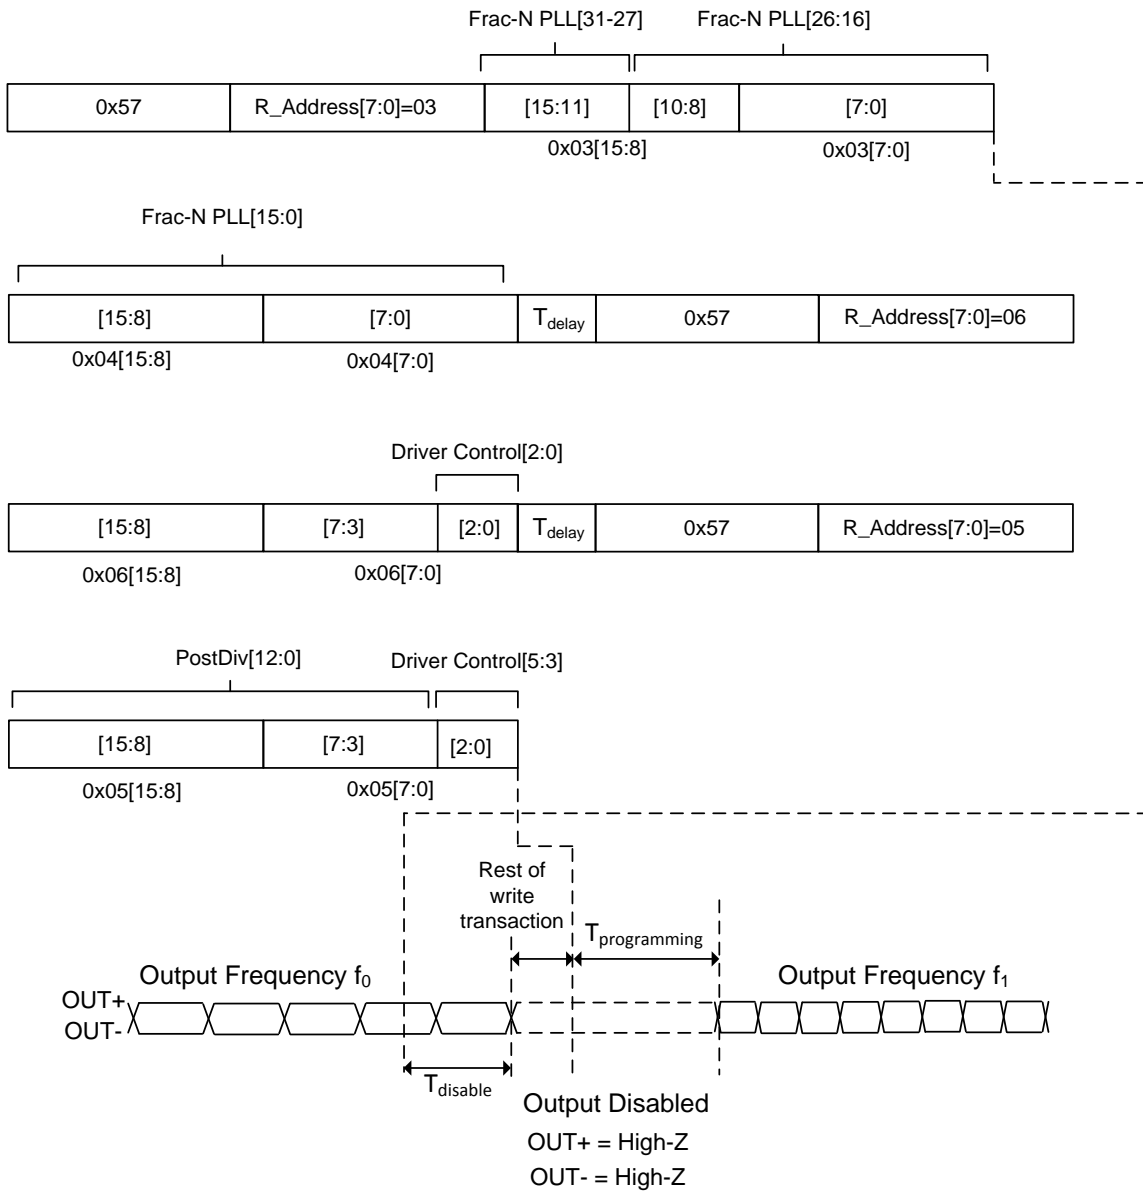 Frac-N PLL[31-27] Frac-N PLL[26:16]
0x57 R_Address[7:0]=03 [15:11] [10:8] [7:0]
0x03[15:8] 0x03[7:0]
Frac-N PLL[15:0]
[15:8] [7:0] Tdelay 0x57 R_Address[7:0]=06
0x04[15:8] 0x04[7:0]
Driver Control[2:0]
[15:8] [7:3] [2:0] Tdelay 0x57 R_Address[7:0]=05
0x06[15:8] 0x06[7:0]
PostDiv[12:0] Driver Control[5:3]
[15:8] [7:3] [2:0]
0x05[15:8] 0x05[7:0]
Rest of
write
transaction
Tprogramming
Output Frequency f0 Output Frequency f1
OUT+
OUT-
Tdisable
Output Disabled
OUT+ = High-Z
OUT- = High-Z